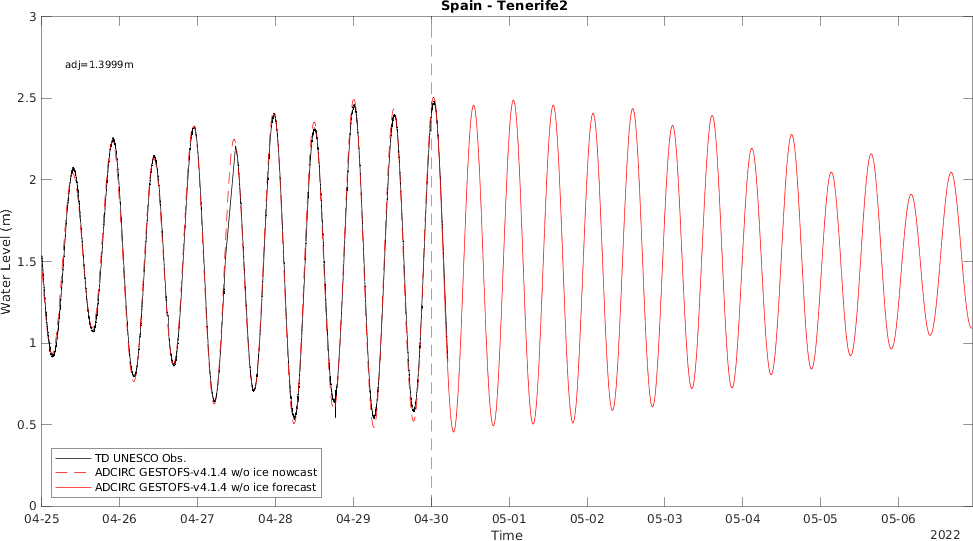 Spain - Tenerife2
adj=1.3999m
Water Level (m)
3
2.5
2
1.5
1
0.5
0
TD UNESCO Obs.
ADCIRC GESTOFS-v4.1.4 w/o ice nowcast
ADCIRC GESTOFS-v4.1.4 w/o ice forecast
04-25 04-26 04-27 04-28 04-29 04-30 05-01 05-02 05-03 05-04 05-05 05-06
Time
2022